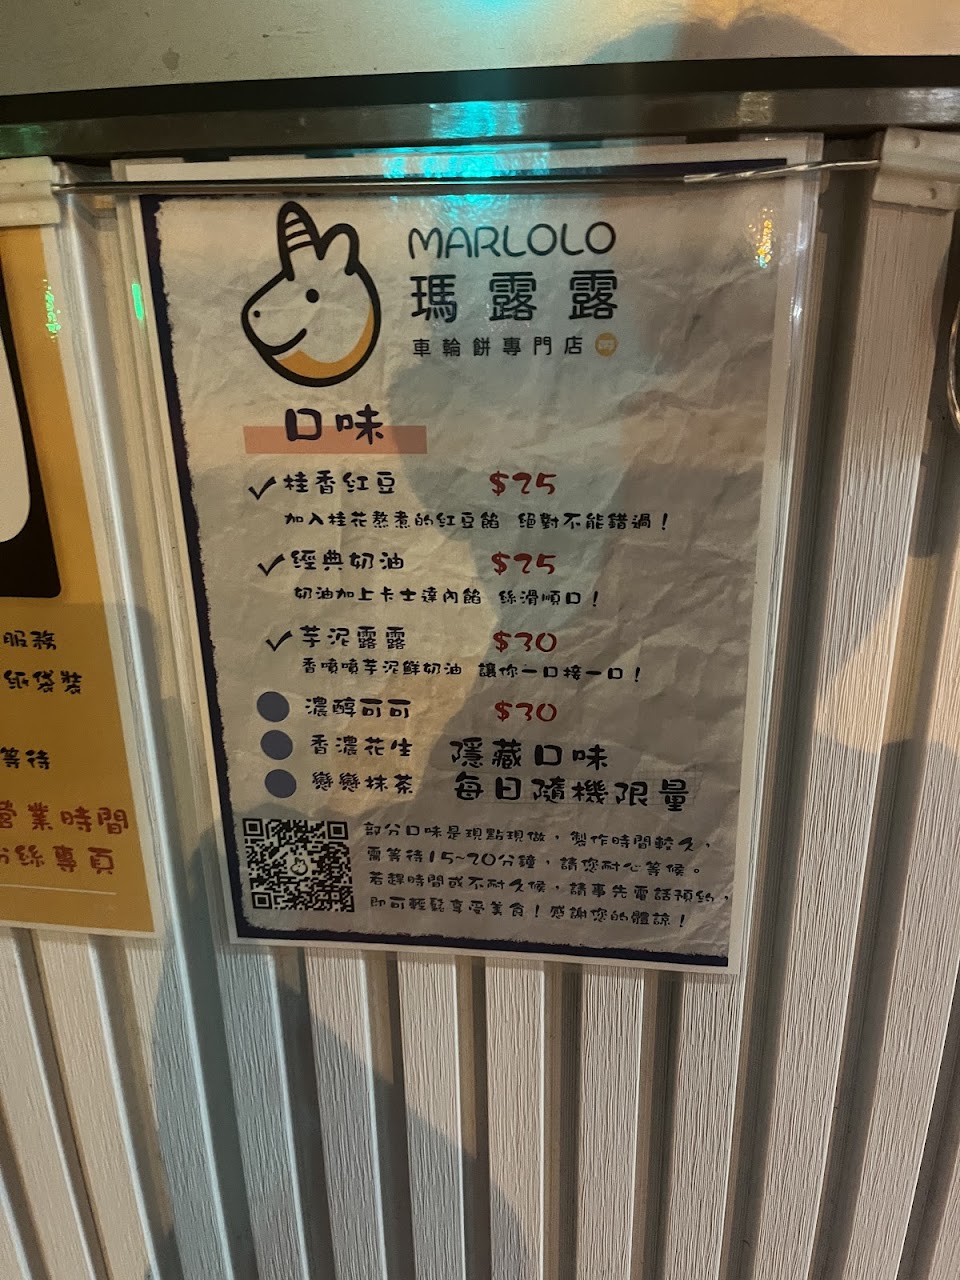 MARLOLO
瑪露露
車輪餅專門店
口味
桂香紅豆 $25
加入桂花熬煮的紅豆餡 絕對不能錯過！
經典奶油 $25
奶油加上卡士達內餡 絲滑順口！
芋泥露露 $30
香噴噴芋泥鮮奶油 讓你一口接一口！
濃醇可可 $30
香濃花生
戀戀抹茶
隱藏口味
每日隨機限量
部分口味是現點現做，製作時間較久，
需等待15~20分鐘，請您耐心等候。
若趕時間或不耐久候，請事先電話預約，
即可輕鬆享受美食！感謝您的體諒！
服務
紙袋裝
等待
營業時間
粉絲專頁